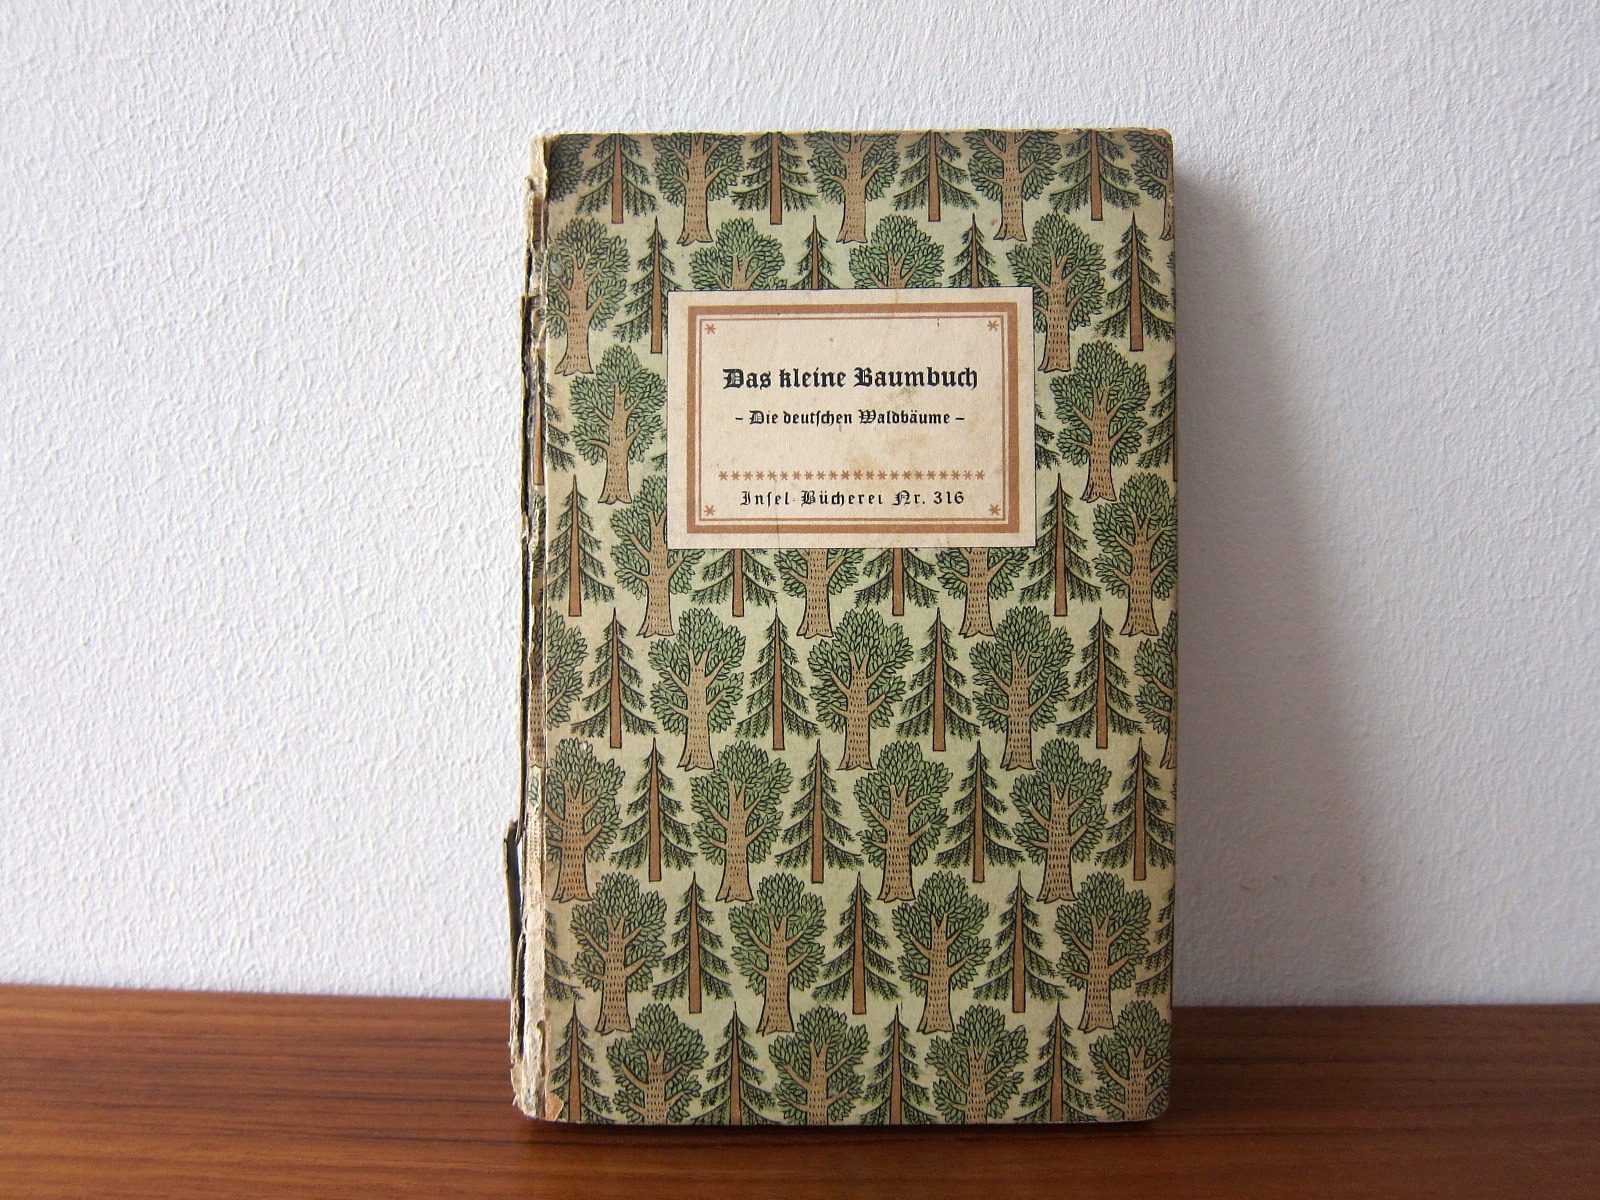 Das kleine Baumbuch
– Die deutſchen Waldbäume –
Inſel-Bücherei Nr. 316